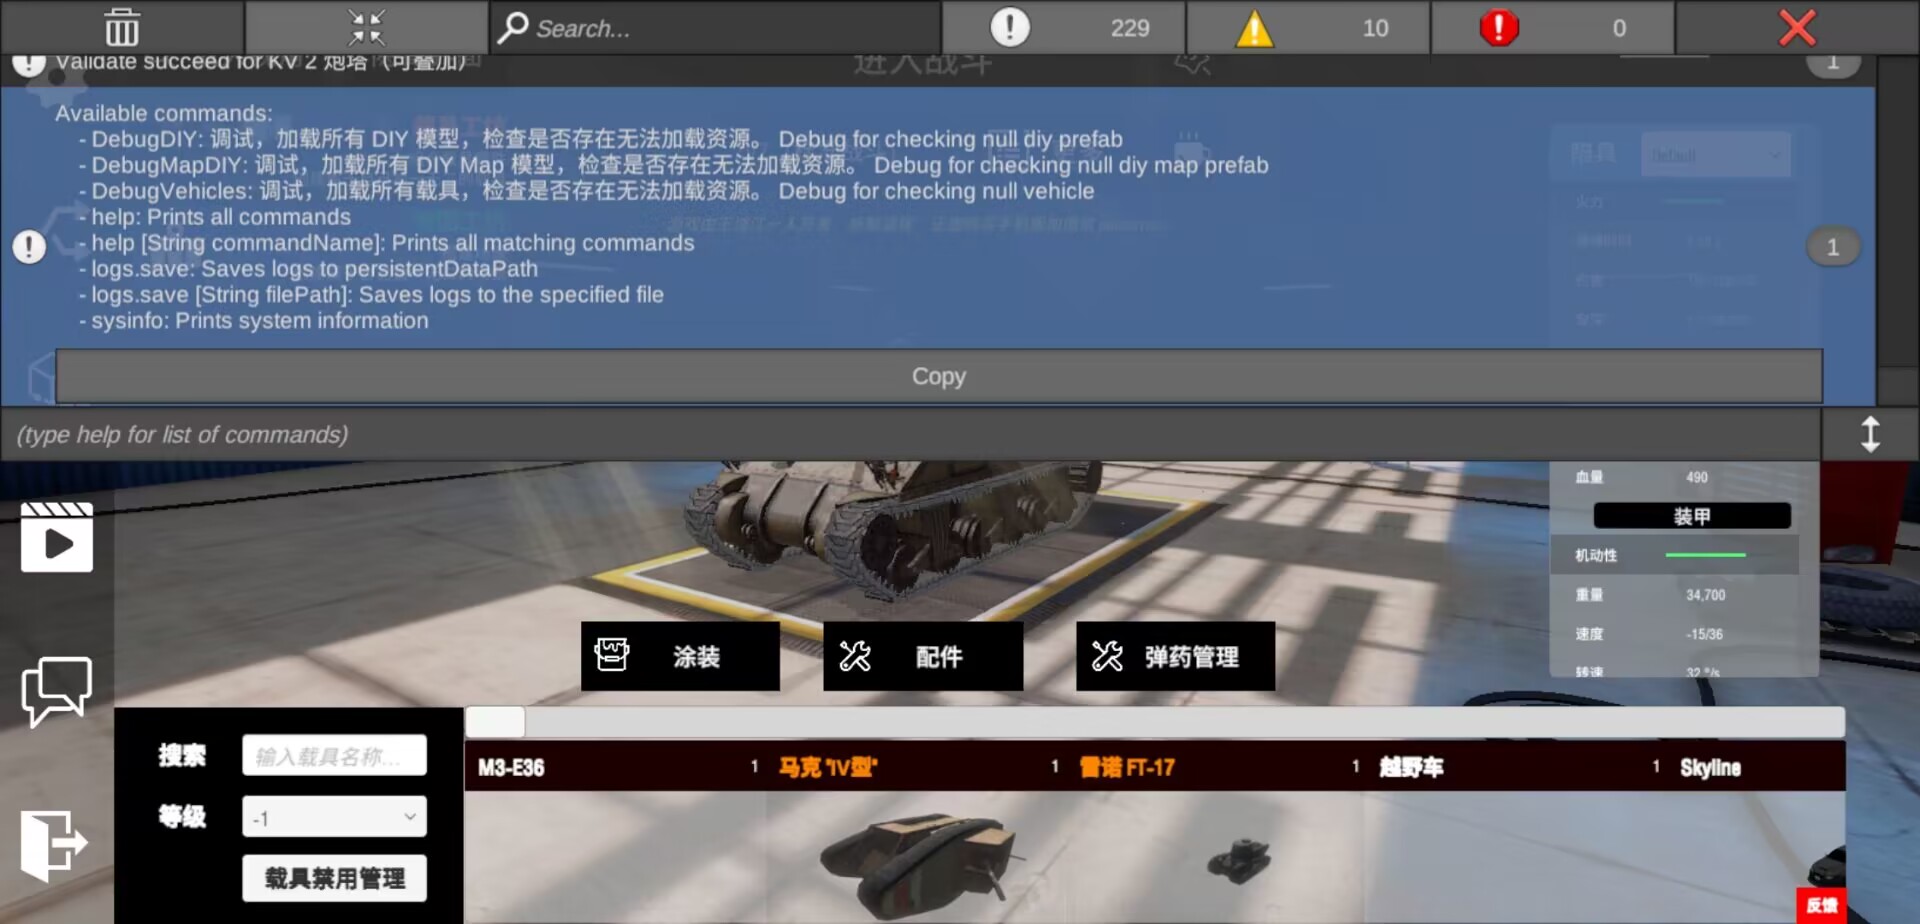 Search...
229
10
0
Validate succeed for KV 2 炮塔（可叠加）
进入战斗
1
Available commands:
- DebugDIY: 调试，加载所有 DIY 模型，检查是否存在无法加载资源。 Debug for checking null diy prefab
- DebugMapDIY: 调试，加载所有 DIY Map 模型，检查是否存在无法加载资源。 Debug for checking null diy map prefab
- DebugVehicles: 调试，加载所有载具，检查是否存在无法加载资源。 Debug for checking null vehicle
- help: Prints all commands
- help [String commandName]: Prints all matching commands
- logs.save: Saves logs to persistentDataPath
- logs.save [String filePath]: Saves logs to the specified file
- sysinfo: Prints system information
1
Default
Copy
(type help for list of commands)
血量 490
装甲
机动性
重量 34,700
速度 -15/36
转速 32 °/s
涂装
配件
弹药管理
搜索 输入载具名称...
等级 -1
载具禁用管理
M3-E36 1
马克 "IV型" 1
雷诺 FT-17 1
越野车 1
Skyline
反馈